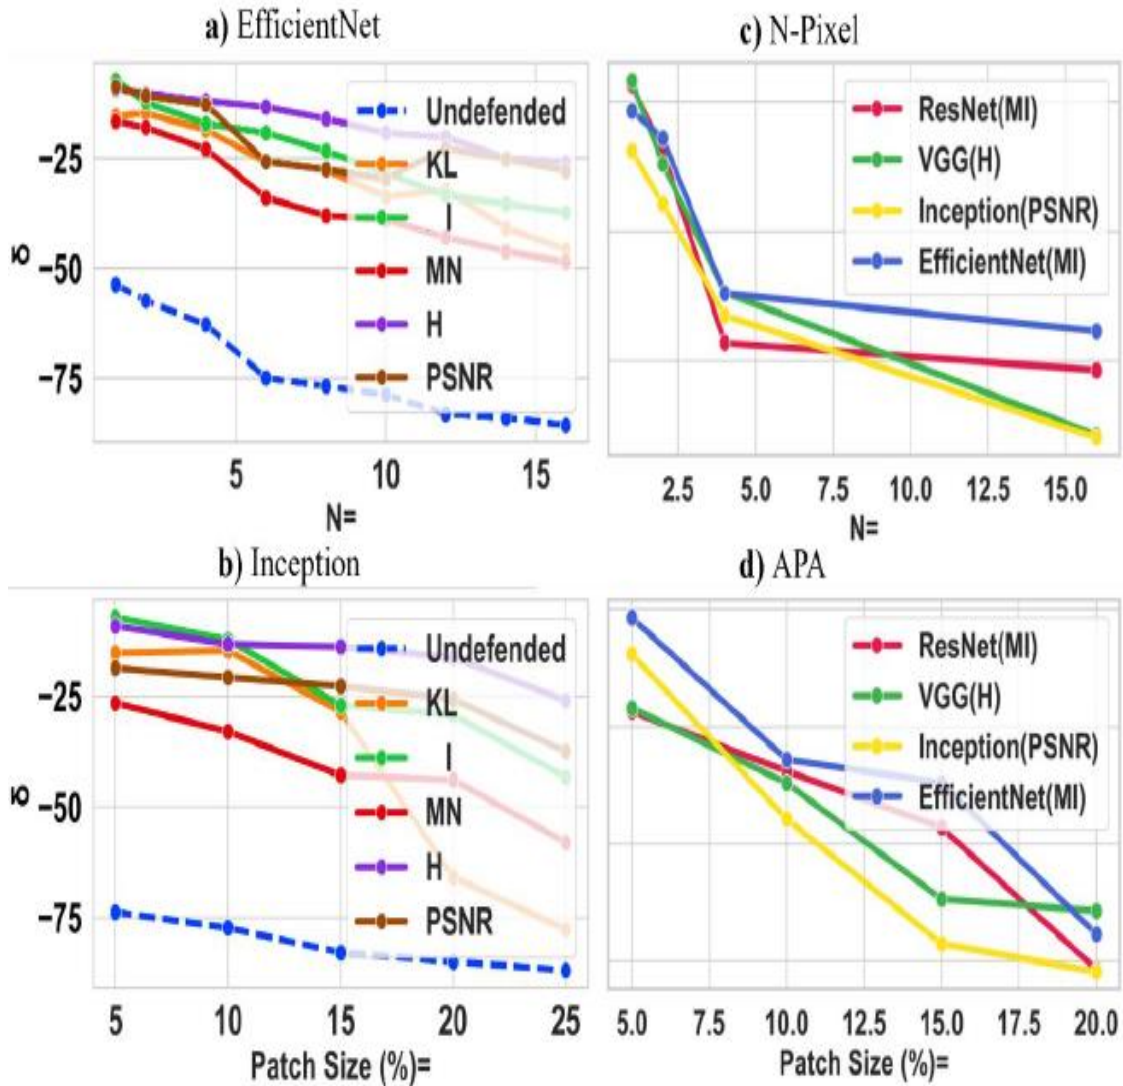 a) EfficientNet
Undefended
KL
I
MN
H
PSNR
−25
−50
−75
5 10 15
N=
c) N-Pixel
ResNet(MI)
VGG(H)
Inception(PSNR)
EfficientNet(MI)
2.5 5.0 7.5 10.0 12.5 15.0
N=
b) Inception
Undefended
KL
I
MN
H
PSNR
−25
−50
−75
5 10 15 20 25
Patch Size (%)=
d) APA
ResNet(MI)
VGG(H)
Inception(PSNR)
EfficientNet(MI)
5.0 7.5 10.0 12.5 15.0 17.5 20.0
Patch Size (%)=